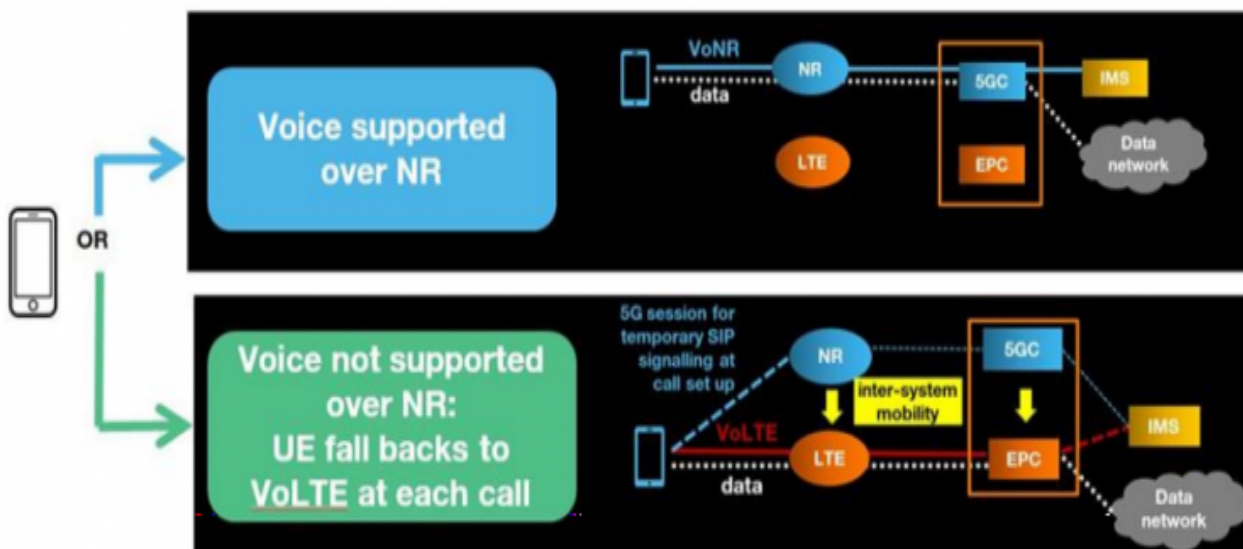 OR
Voice supported
over NR
VoNR
data
NR
LTE
5GC
EPC
IMS
Data
network
Voice not supported
over NR:
UE fall backs to
VoLTE at each call
5G session for
temporary SIP
signalling at
call set up
NR
5GC
inter-system
mobility
VoLTE
data
LTE
EPC
IMS
Data
network